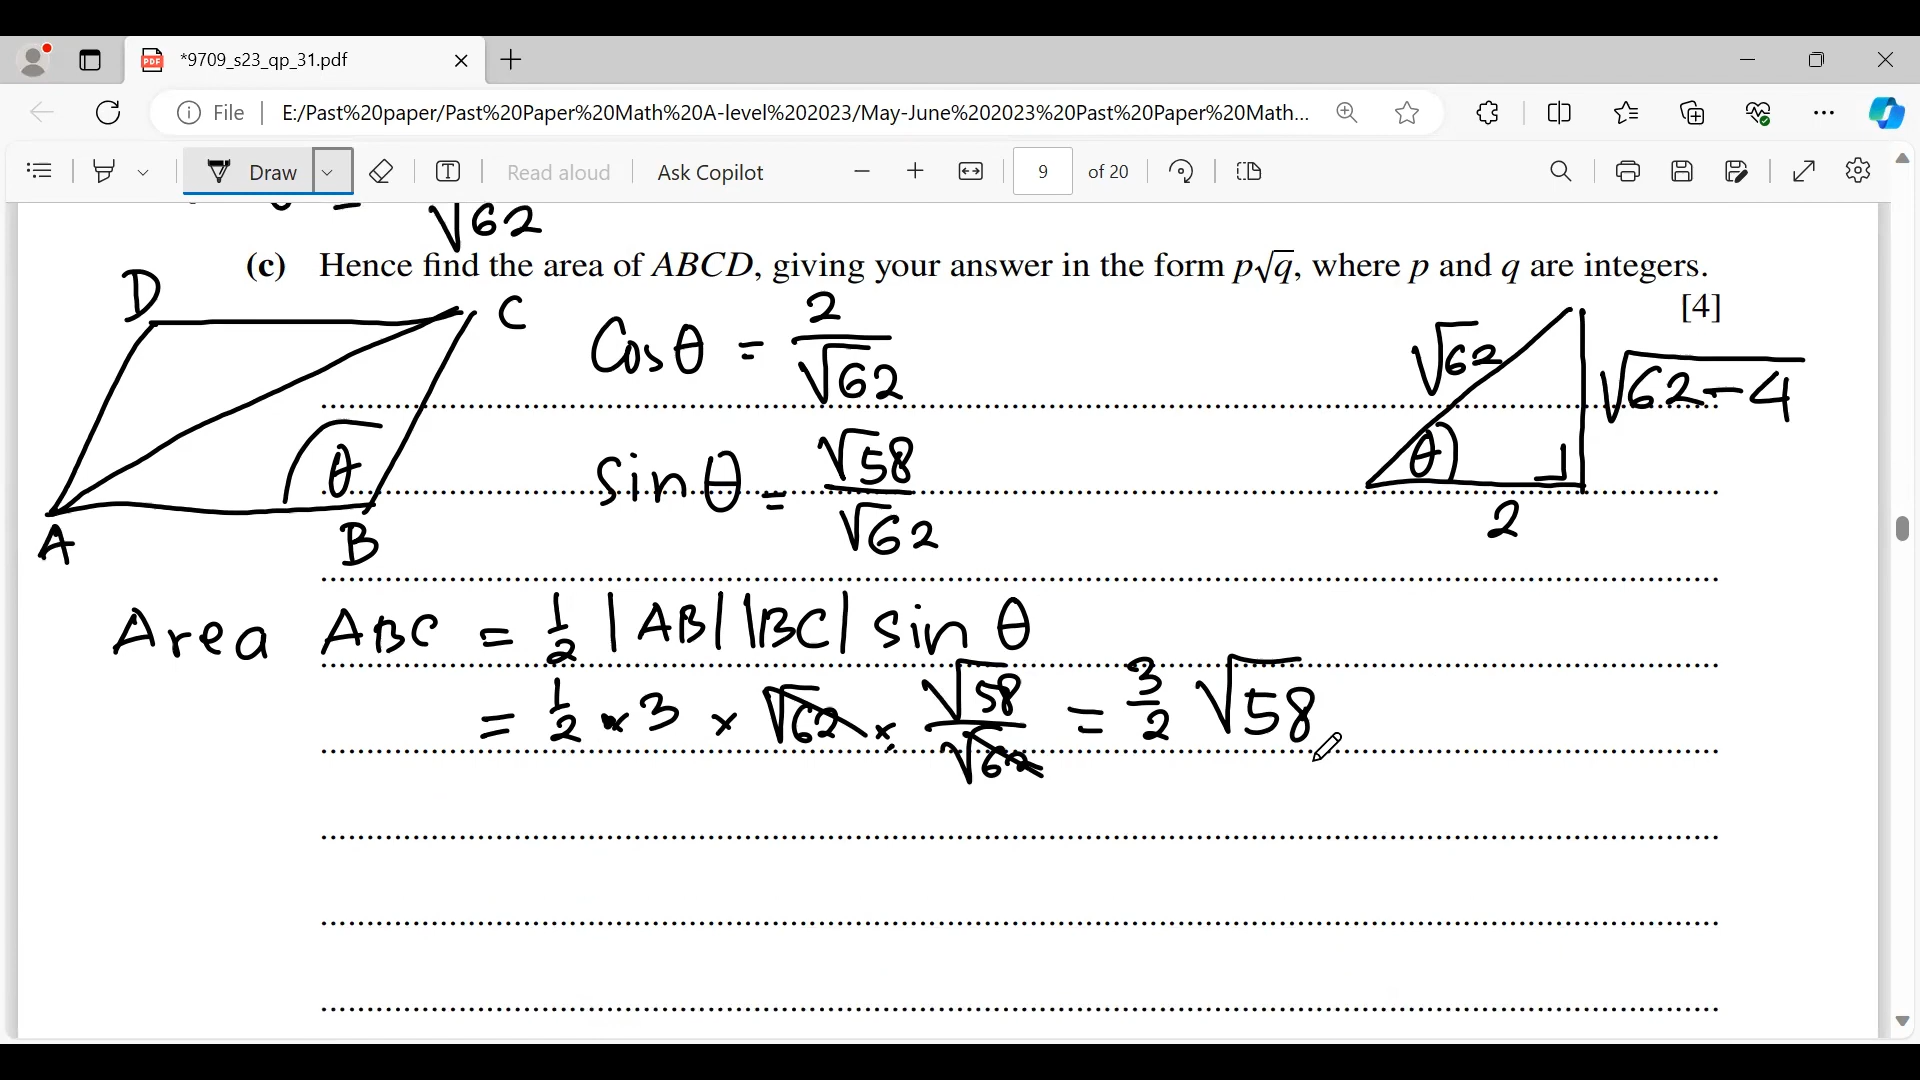 *9709_s23_qp_31.pdf
File
E:/Past%20paper/Past%20Paper%20Math%20A-level%202023/May-June%202023%20Past%20Paper%20Math...
Draw
Read aloud
Ask Copilot
9 of 20
√62
(c) Hence find the area of ABCD, giving your answer in the form p√q, where p and q are integers.
[4]
D
C
Cosθ = 2/√62
√62
√62-4
θ
θ
sinθ = √58/√62
2
A
B
Area ABC = 1/2 |AB| |BC| sin θ
= 1/2 × 3 × √62 × √58/√62 = 3/2 √58